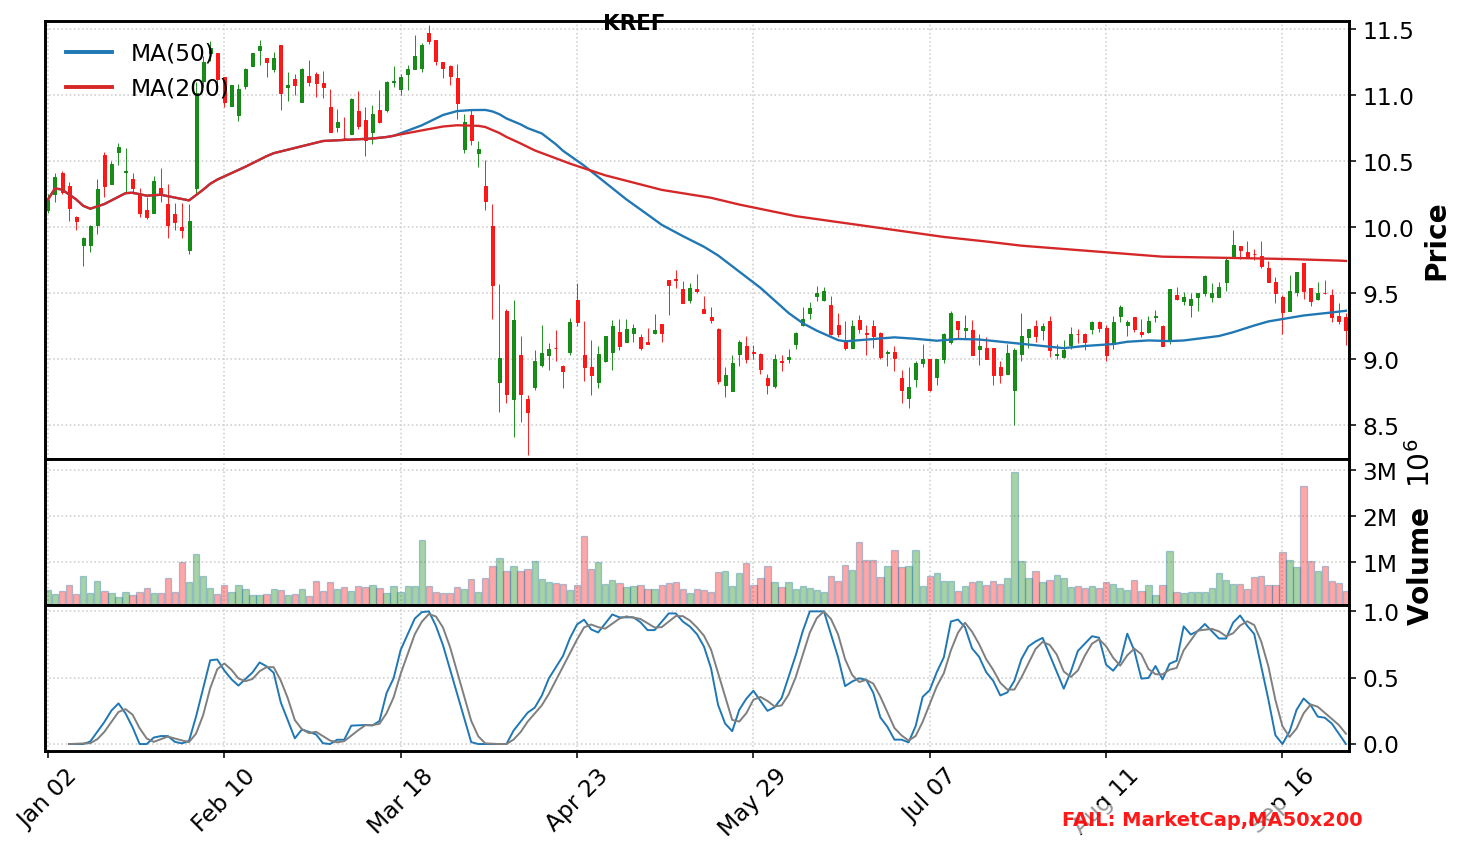 KREF
MA(50)
MA(200)
11.5
11.0
10.5
10.0
9.5
9.0
8.5
Price
3M
2M
1M
Volume 10^6
1.0
0.5
0.0
Jan 02
Feb 10
Mar 18
Apr 23
May 29
Jul 07
Aug 11
Sep 16
FAIL: MarketCap,MA50x200